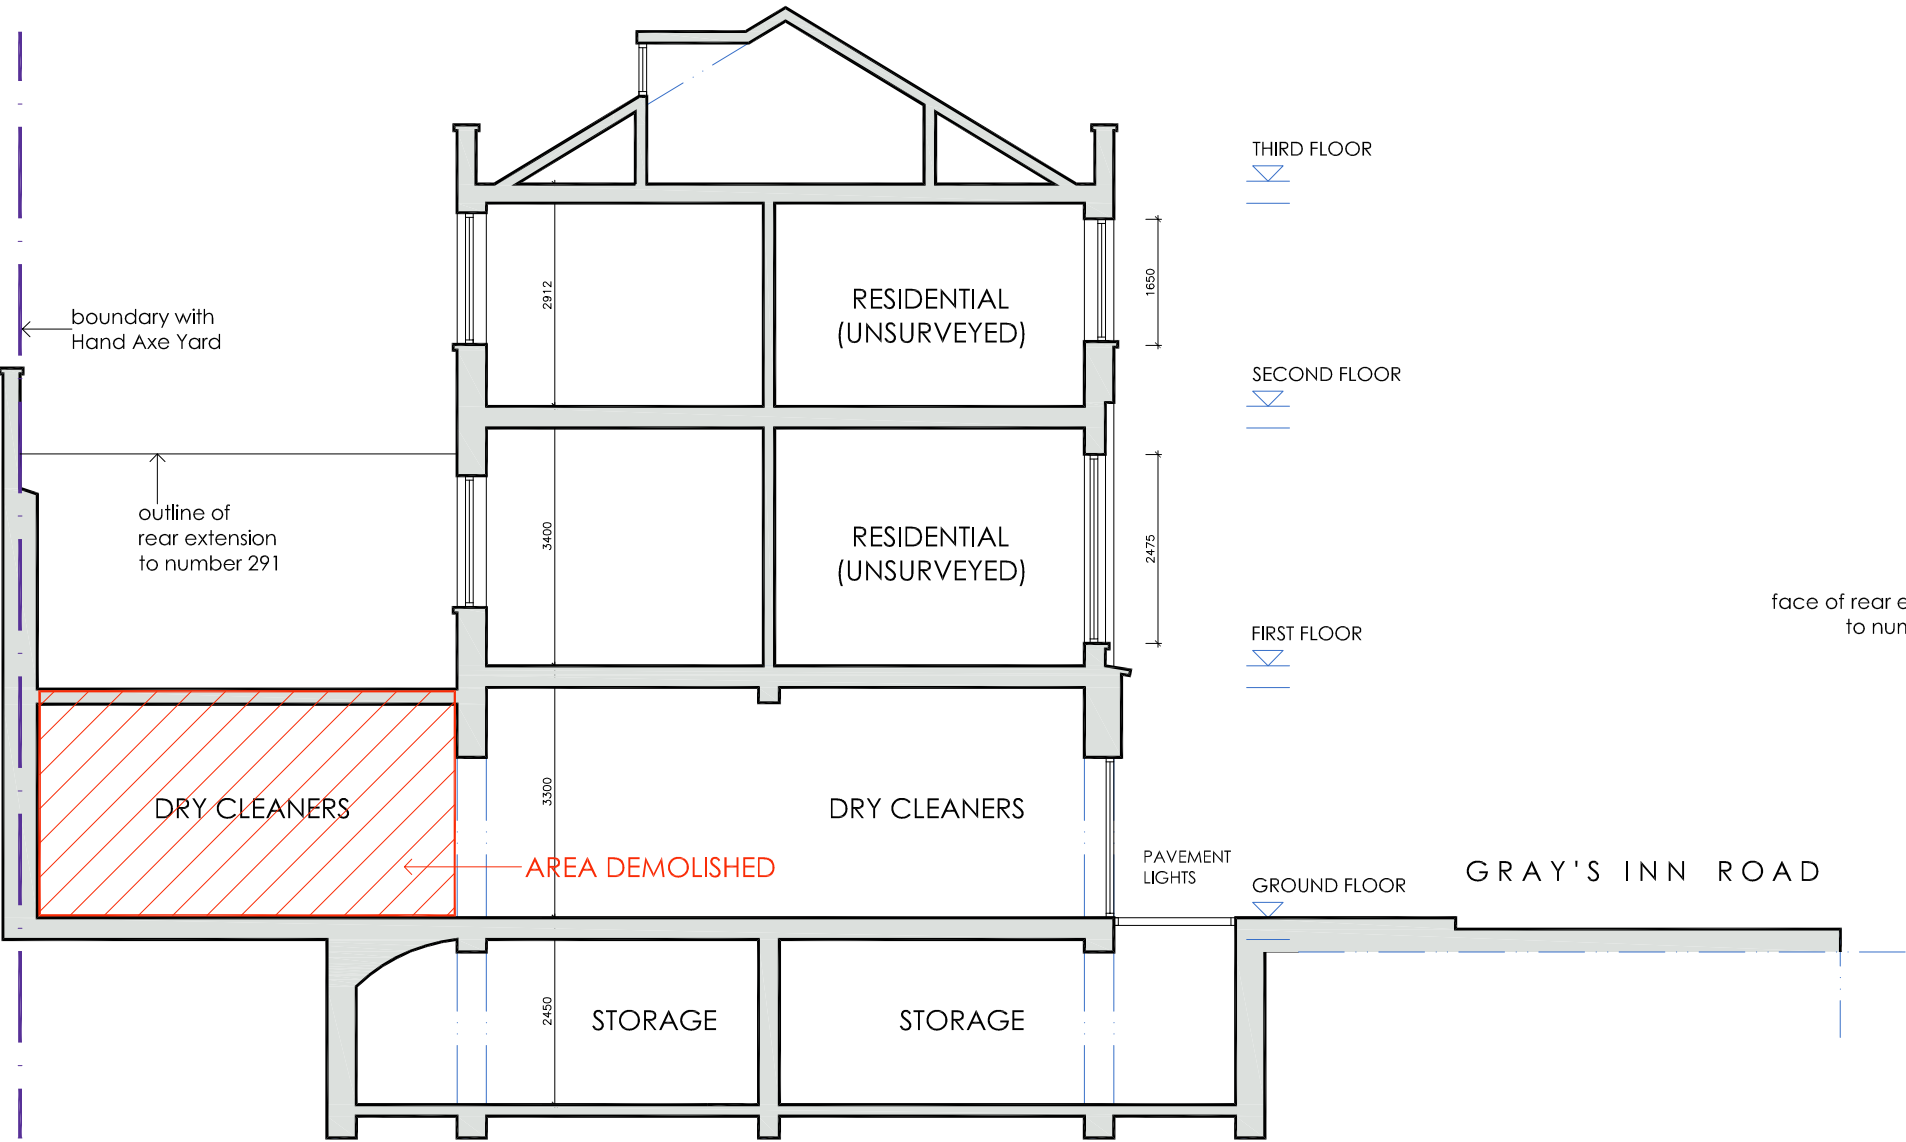 THIRD FLOOR
2912
RESIDENTIAL
(UNSURVEYED)
1650
boundary with
Hand Axe Yard
SECOND FLOOR
outline of
rear extension
to number 291
3400
RESIDENTIAL
(UNSURVEYED)
2475
face of rear e
to nun
FIRST FLOOR
DRY CLEANERS
3300
DRY CLEANERS
AREA DEMOLISHED
PAVEMENT
LIGHTS
GROUND FLOOR
GRAY'S INN ROAD
2450
STORAGE
STORAGE